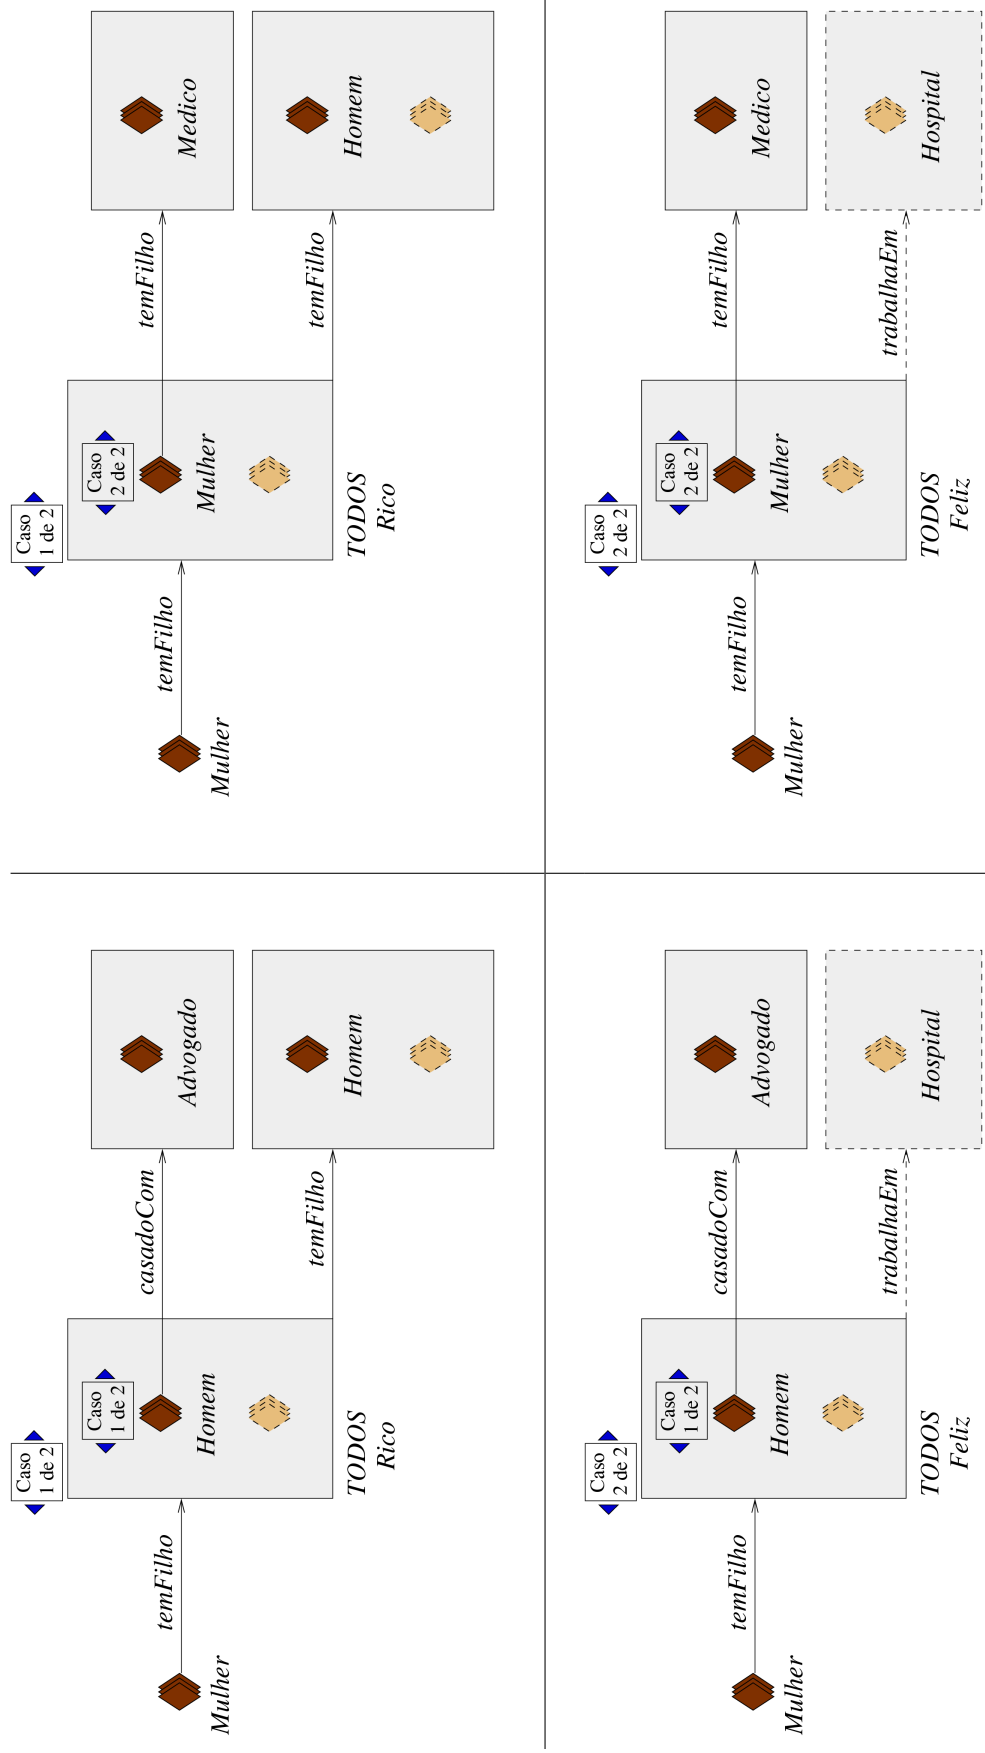 Caso
1 de 2
Caso
1 de 2
temFilho
casadoCom
Mulher
Homem
Advogado
temFilho
Homem
TODOS
Rico
Caso
1 de 2
Caso
2 de 2
temFilho
temFilho
Mulher
Mulher
Medico
temFilho
Homem
TODOS
Rico
Caso
2 de 2
Caso
1 de 2
temFilho
casadoCom
Mulher
Homem
Advogado
trabalhaEm
Hospital
TODOS
Feliz
Caso
2 de 2
Caso
2 de 2
temFilho
temFilho
Mulher
Mulher
Medico
trabalhaEm
Hospital
TODOS
Feliz